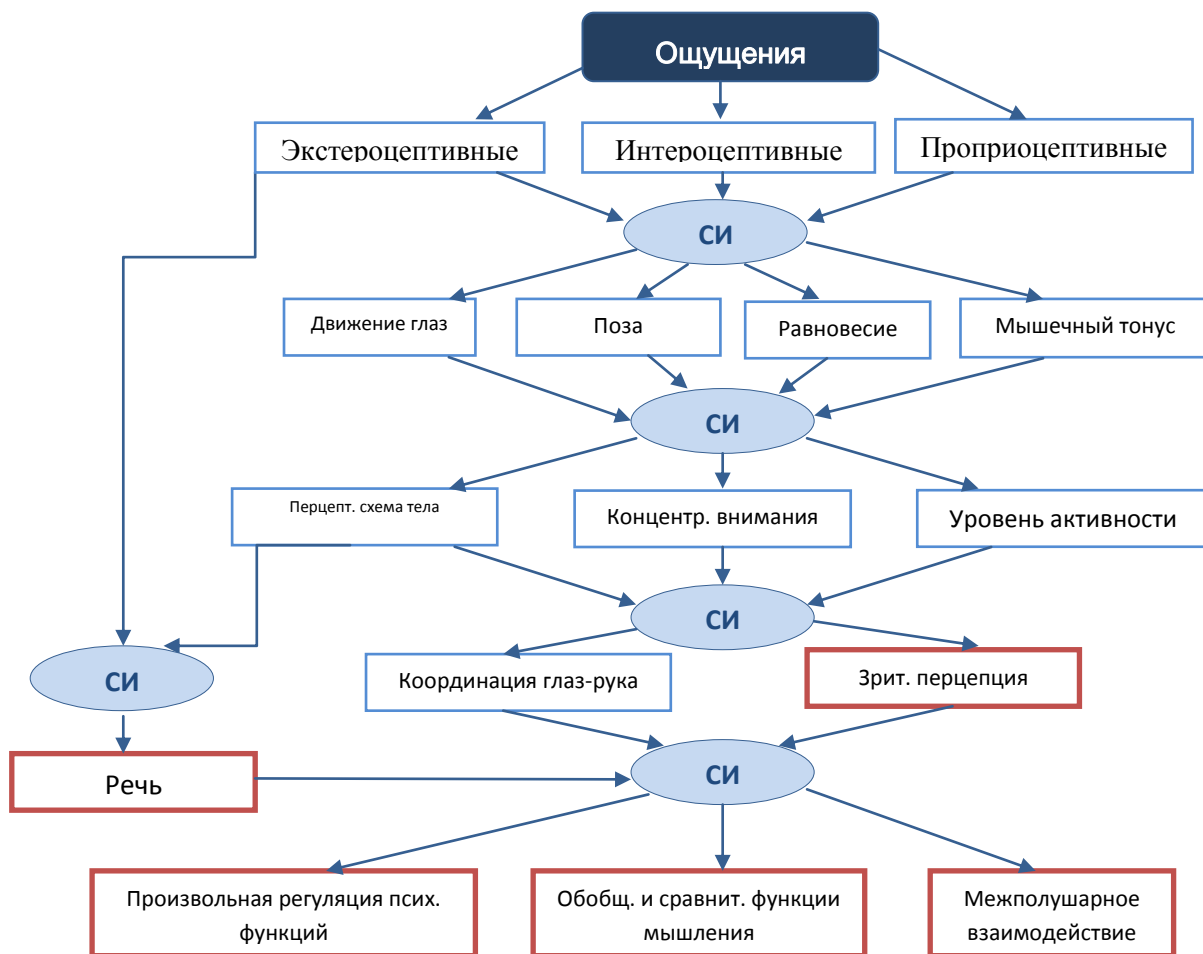 Ощущения
Экстероцептивные
Интероцептивные
Проприоцептивные
СИ
Движение глаз
Поза
Равновесие
Мышечный тонус
СИ
Перцепт. схема тела
Концентр. внимания
Уровень активности
СИ
СИ
Координация глаз-рука
Зрит. перцепция
Речь
СИ
Произвольная регуляция псих.
функций
Обобщ. и сравнит. функции
мышления
Межполушарное
взаимодействие